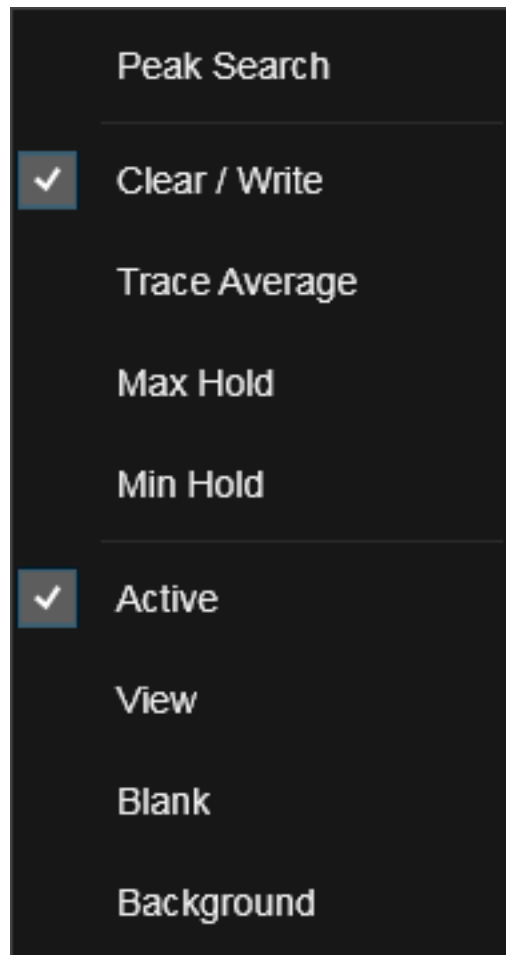 Peak Search
Clear / Write
Trace Average
Max Hold
Min Hold
Active
View
Blank
Background